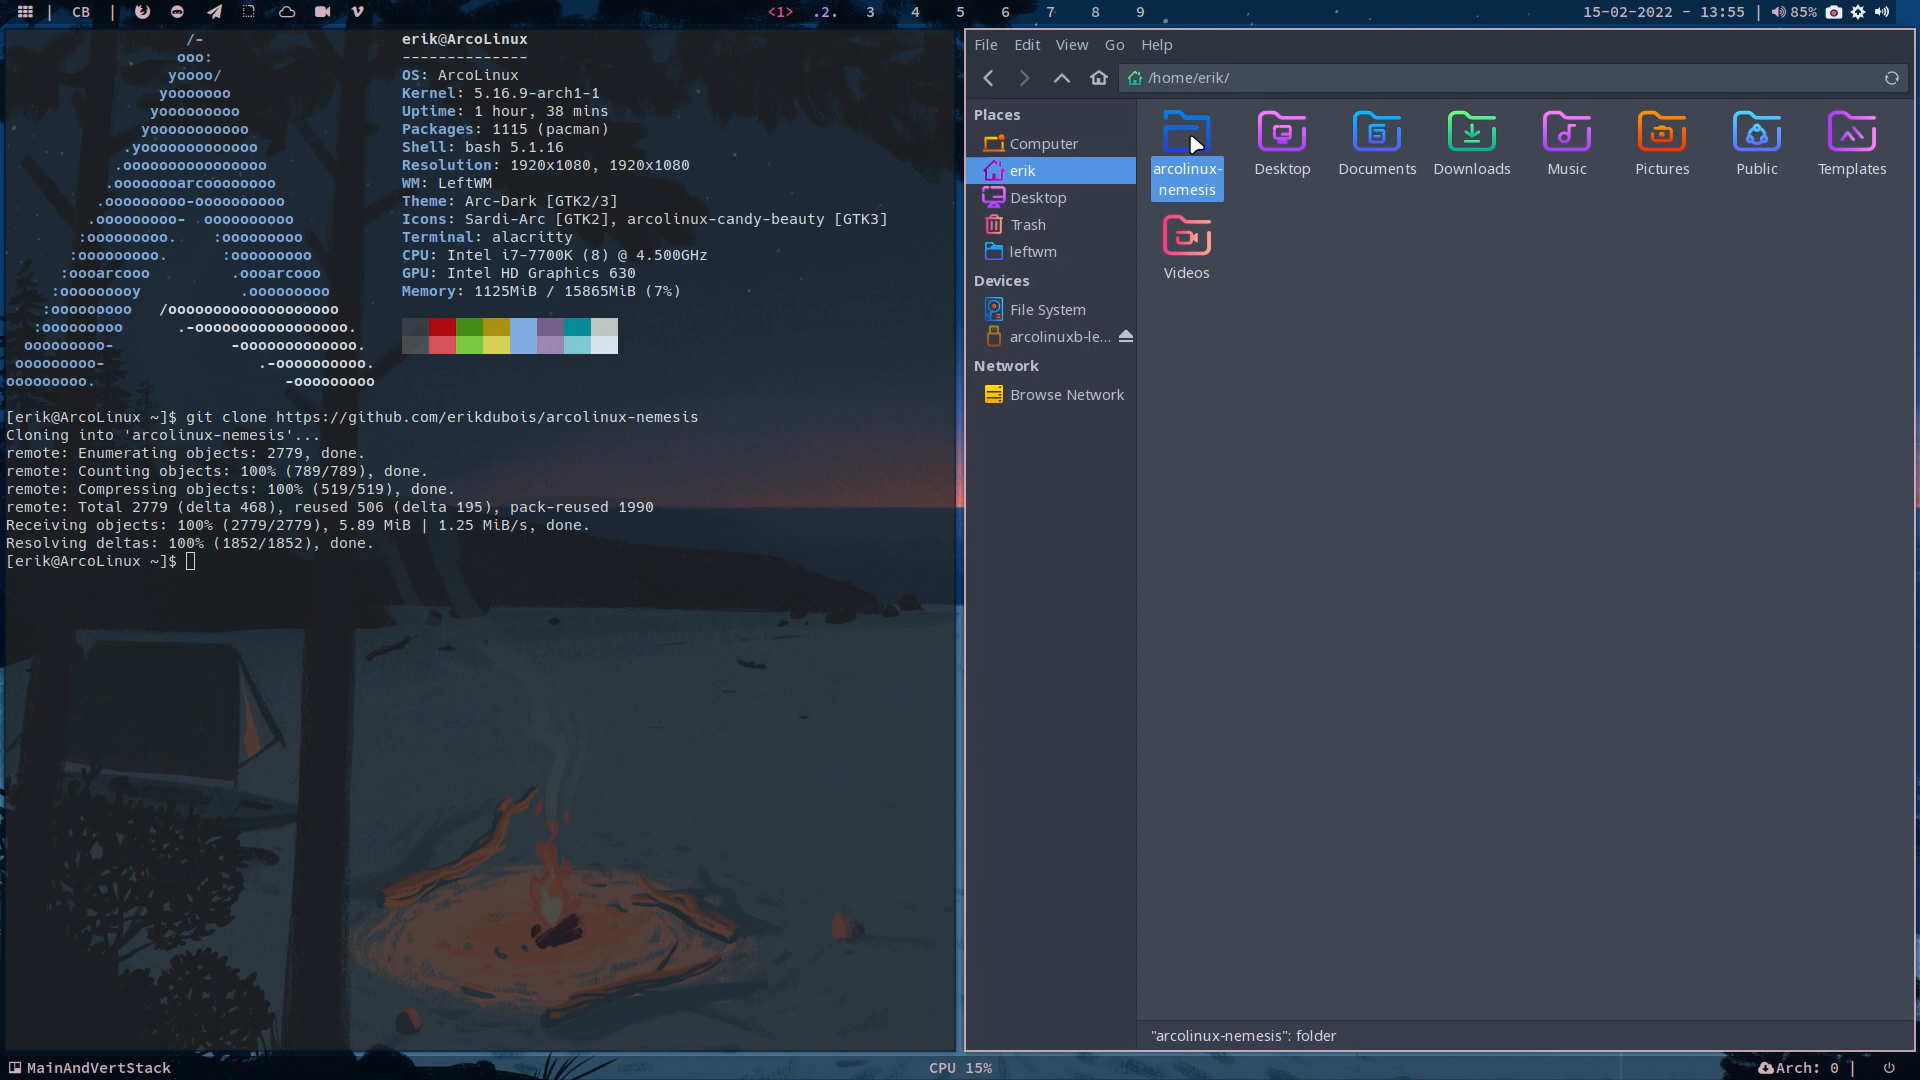 | CB | <1> .2. 3 4 5 6 7 8 9 15-02-2022 - 13:55 | 85%
/-
ooo:
yoooo/
yooooooo
yooooooooo
yooooooooooo
.yooooooooooooo
.oooooooooooooooo
.oooooooarcoooooooo
.ooooooooo-oooooooooo
.ooooooooo-  oooooooooo
:ooooooooo.    :ooooooooo
:ooooooooo.      :ooooooooo
:oooarcooo         .oooarcooo
:ooooooooy           .ooooooooo
:ooooooooo   /ooooooooooooooooooo
:ooooooooo      .-ooooooooooooooooo.
ooooooooo-             -ooooooooooooo.
ooooooooo-                 .-oooooooooo.
ooooooooo.                     -ooooooooo
erik@ArcoLinux
--------------
OS: ArcoLinux
Kernel: 5.16.9-arch1-1
Uptime: 1 hour, 38 mins
Packages: 1115 (pacman)
Shell: bash 5.1.16
Resolution: 1920x1080, 1920x1080
WM: LeftWM
Theme: Arc-Dark [GTK2/3]
Icons: Sardi-Arc [GTK2], arcolinux-candy-beauty [GTK3]
Terminal: alacritty
CPU: Intel i7-7700K (8) @ 4.500GHz
GPU: Intel HD Graphics 630
Memory: 1125MiB / 15865MiB (7%)
[erik@ArcoLinux ~]$ git clone https://github.com/erikdubois/arcolinux-nemesis
Cloning into 'arcolinux-nemesis'...
remote: Enumerating objects: 2779, done.
remote: Counting objects: 100% (789/789), done.
remote: Compressing objects: 100% (519/519), done.
remote: Total 2779 (delta 468), reused 506 (delta 195), pack-reused 1990
Receiving objects: 100% (2779/2779), 5.89 MiB | 1.25 MiB/s, done.
Resolving deltas: 100% (1852/1852), done.
[erik@ArcoLinux ~]$
File Edit View Go Help
/home/erik/
Places
Computer
erik
Desktop
Trash
leftwm
Devices
File System
arcolinuxb-le...
Network
Browse Network
arcolinux-
nemesis
Desktop
Documents
Downloads
Music
Pictures
Public
Templates
Videos
"arcolinux-nemesis": folder
MainAndVertStack CPU 15% Arch: 0 |